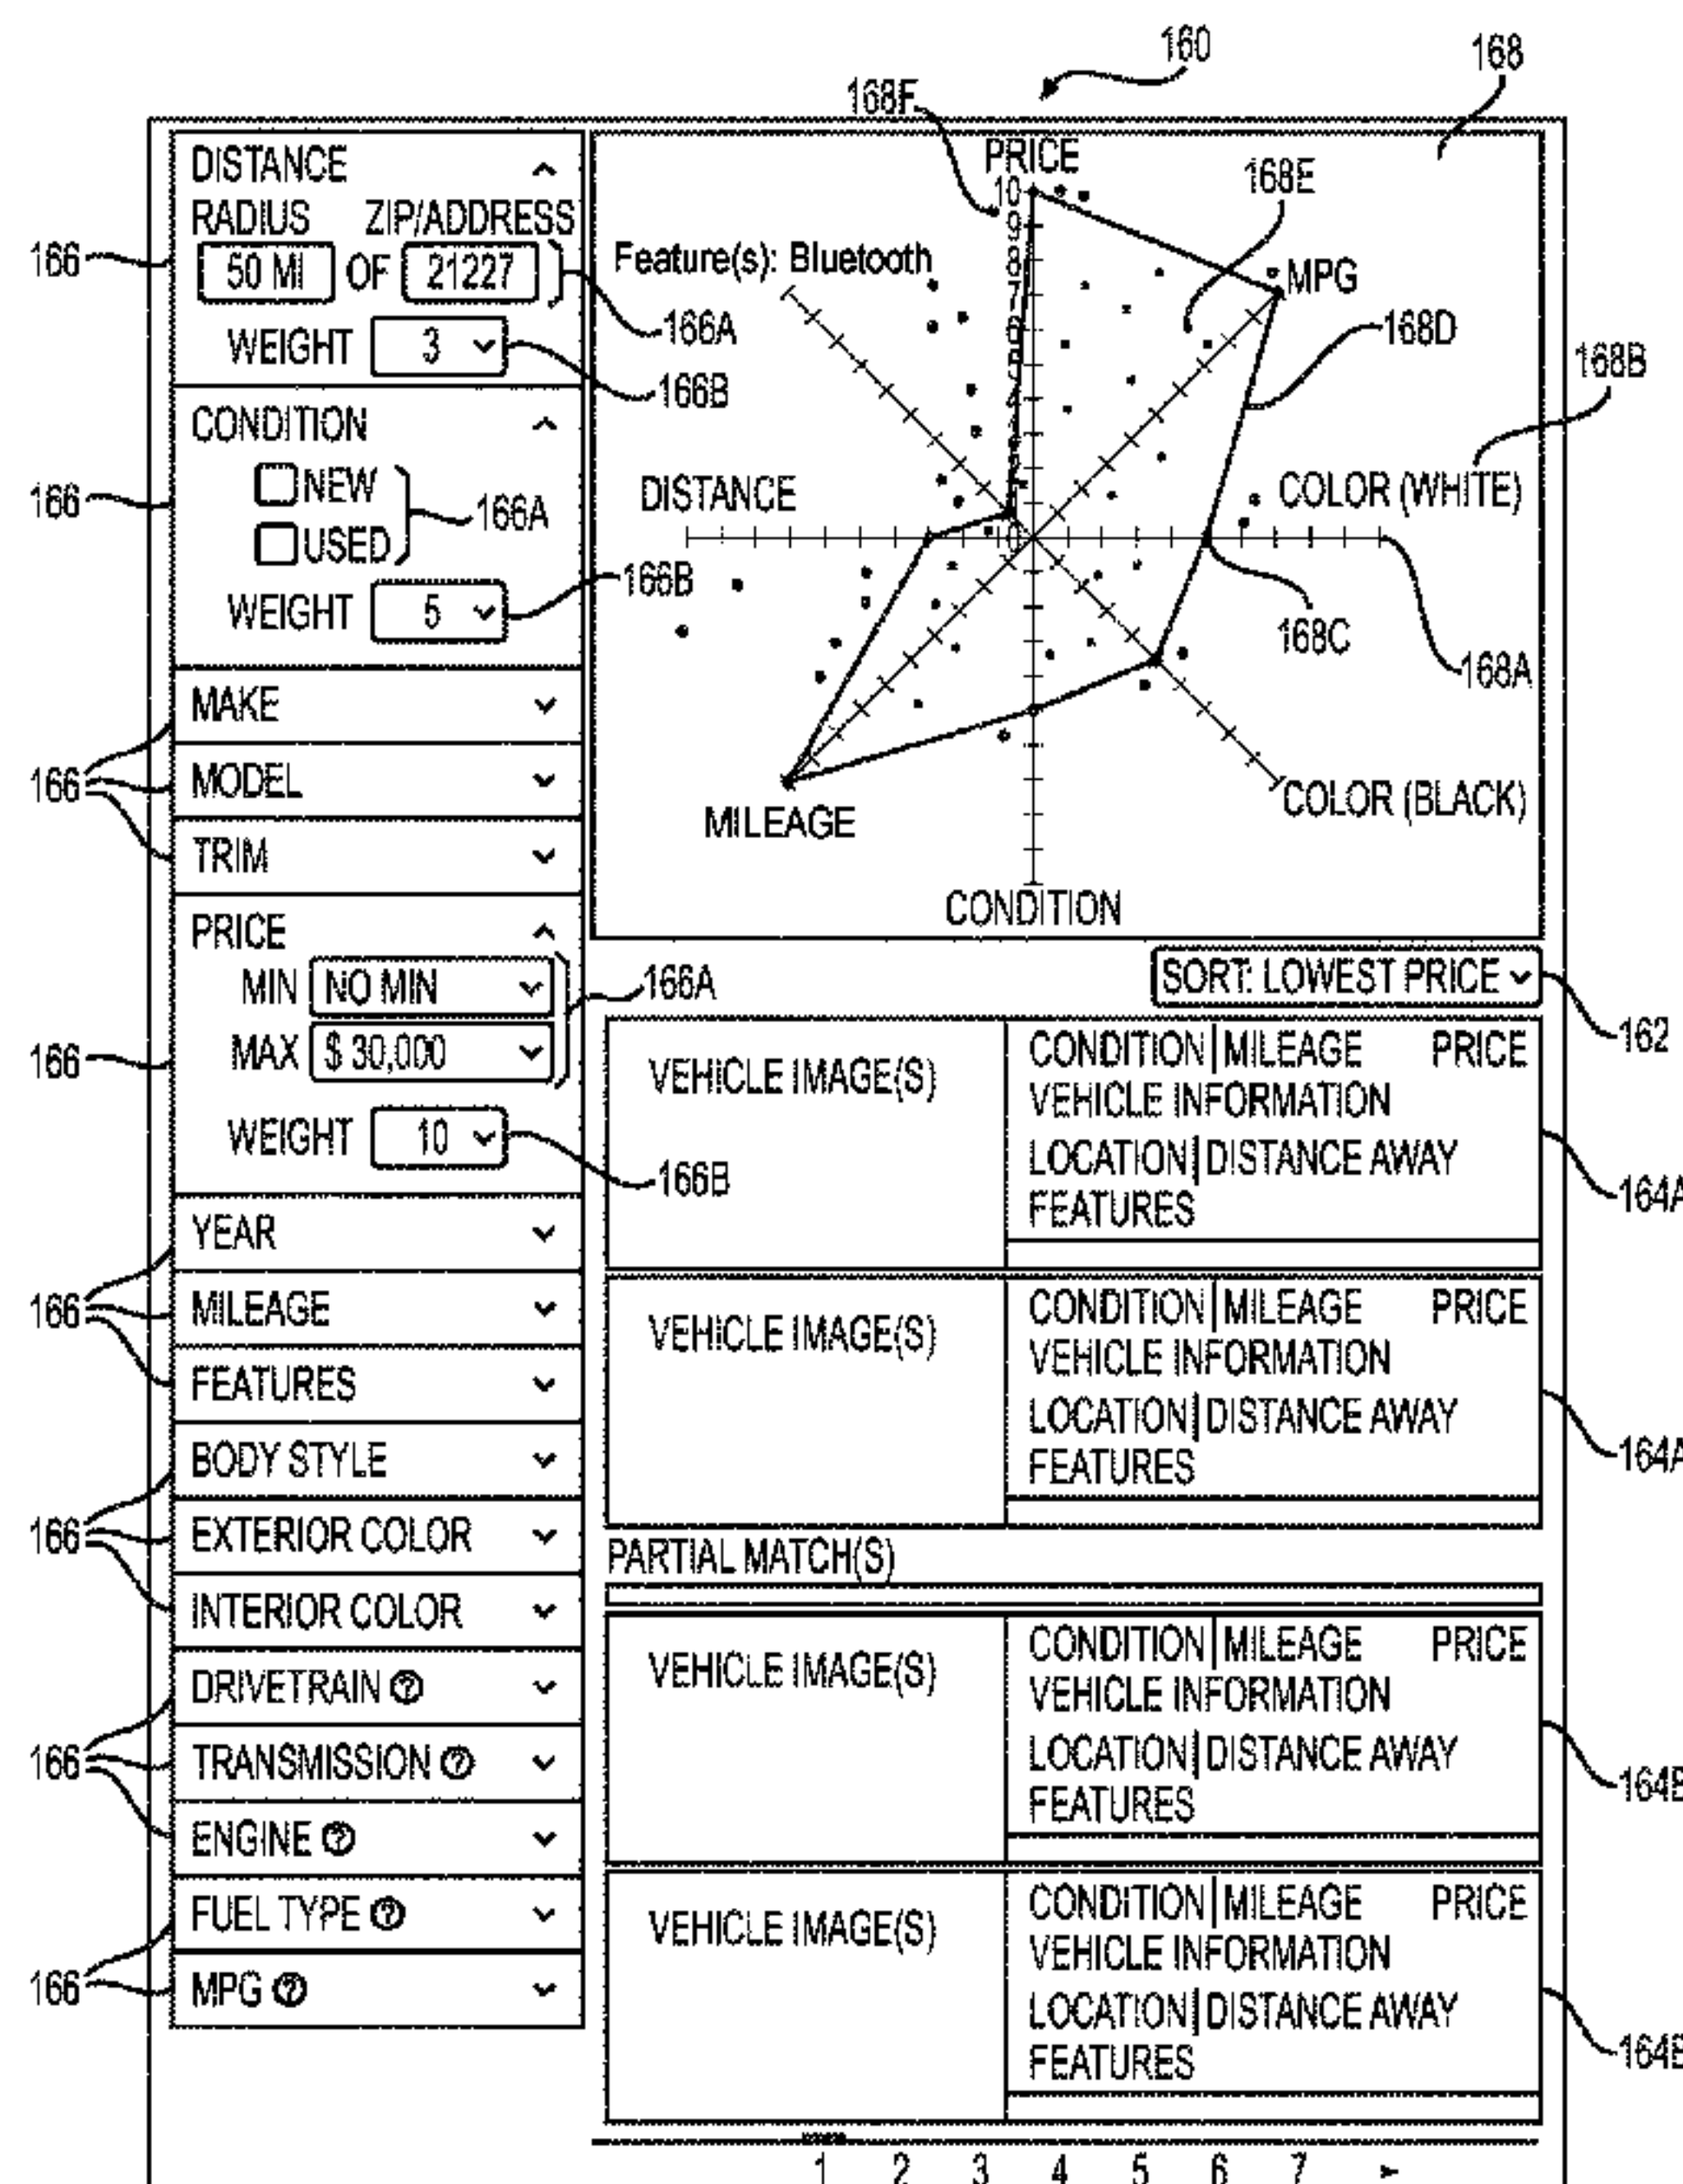 160
168
168F
DISTANCE
RADIUS ZIP/ADDRESS
50 MI OF 21227
WEIGHT 3
166
166A
166B
CONDITION
NEW
USED
166A
WEIGHT 5
166B
166
MAKE
MODEL
TRIM
166
PRICE
MIN NO MIN
MAX $ 30,000
166A
WEIGHT 10
166B
166
YEAR
MILEAGE
FEATURES
166
BODY STYLE
EXTERIOR COLOR
INTERIOR COLOR
166
DRIVETRAIN ?
TRANSMISSION ?
ENGINE ?
166
FUEL TYPE ?
MPG ?
166
PRICE
168E
10
9
8
7
6
5
4
Feature(s): Bluetooth
MPG
168D
168B
DISTANCE
COLOR (WHITE)
0
168C
168A
MILEAGE
COLOR (BLACK)
CONDITION
SORT: LOWEST PRICE
162
VEHICLE IMAGE(S)
CONDITION|MILEAGE PRICE
VEHICLE INFORMATION
LOCATION|DISTANCE AWAY
FEATURES
164A
VEHICLE IMAGE(S)
CONDITION|MILEAGE PRICE
VEHICLE INFORMATION
LOCATION|DISTANCE AWAY
FEATURES
164A
PARTIAL MATCH(S)
VEHICLE IMAGE(S)
CONDITION|MILEAGE PRICE
VEHICLE INFORMATION
LOCATION|DISTANCE AWAY
FEATURES
164B
VEHICLE IMAGE(S)
CONDITION|MILEAGE PRICE
VEHICLE INFORMATION
LOCATION|DISTANCE AWAY
FEATURES
164B
1 2 3 4 5 6 7